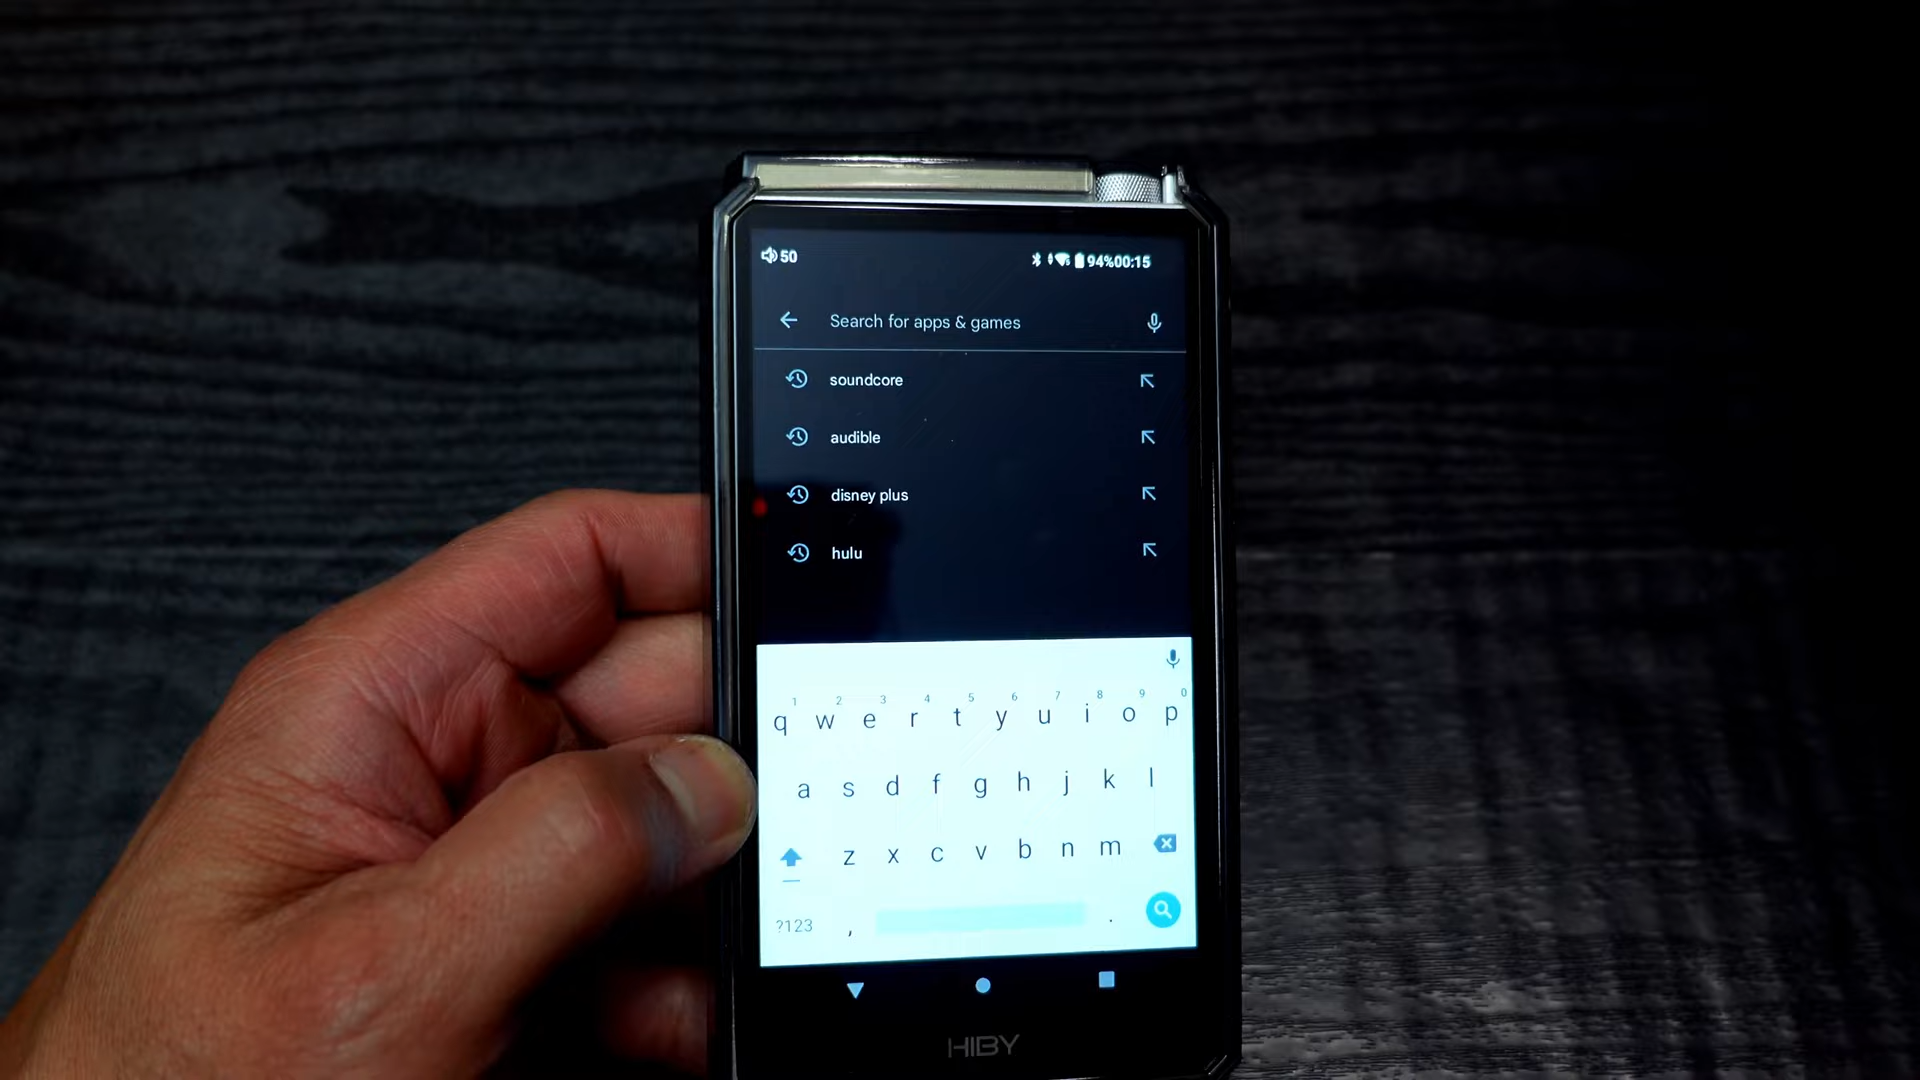 50 94%00:15
Search for apps & games
soundcore
audible
disney plus
hulu
1 2 3 4 5 6 7 8 9 0
q w e r t y u i o p
a s d f g h j k l
z x c v b n m
?123 , .
HIBY